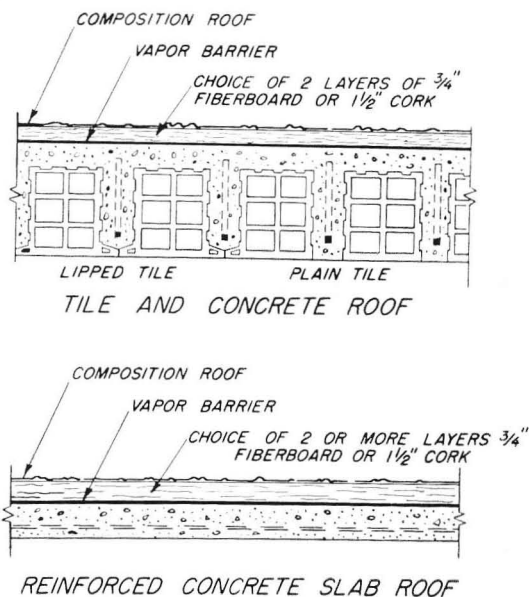 COMPOSITION ROOF
VAPOR BARRIER
CHOICE OF 2 LAYERS OF 3/4"
FIBERBOARD OR 1 1/2" CORK
LIPPED TILE
PLAIN TILE
TILE AND CONCRETE ROOF
COMPOSITION ROOF
VAPOR BARRIER
CHOICE OF 2 OR MORE LAYERS 3/4"
FIBERBOARD OR 1 1/2" CORK
REINFORCED CONCRETE SLAB ROOF